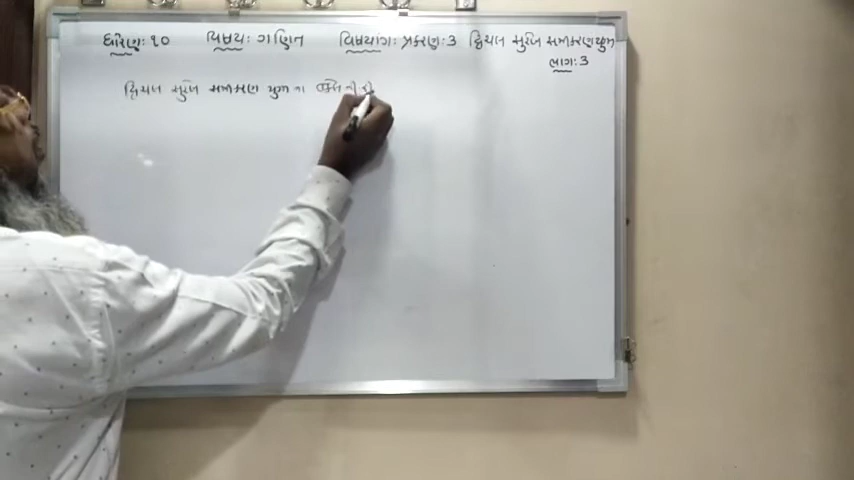 ધોરણ: ૧૦ વિષય: ગણિત વિષયાંગ: પ્રકરણ: 3 દ્વિચલ સુરેખ સમીકરણયુગ્મ
ભાગ: 3
દ્વિચલ સુરેખ સમીકરણ યુગ્મ ના